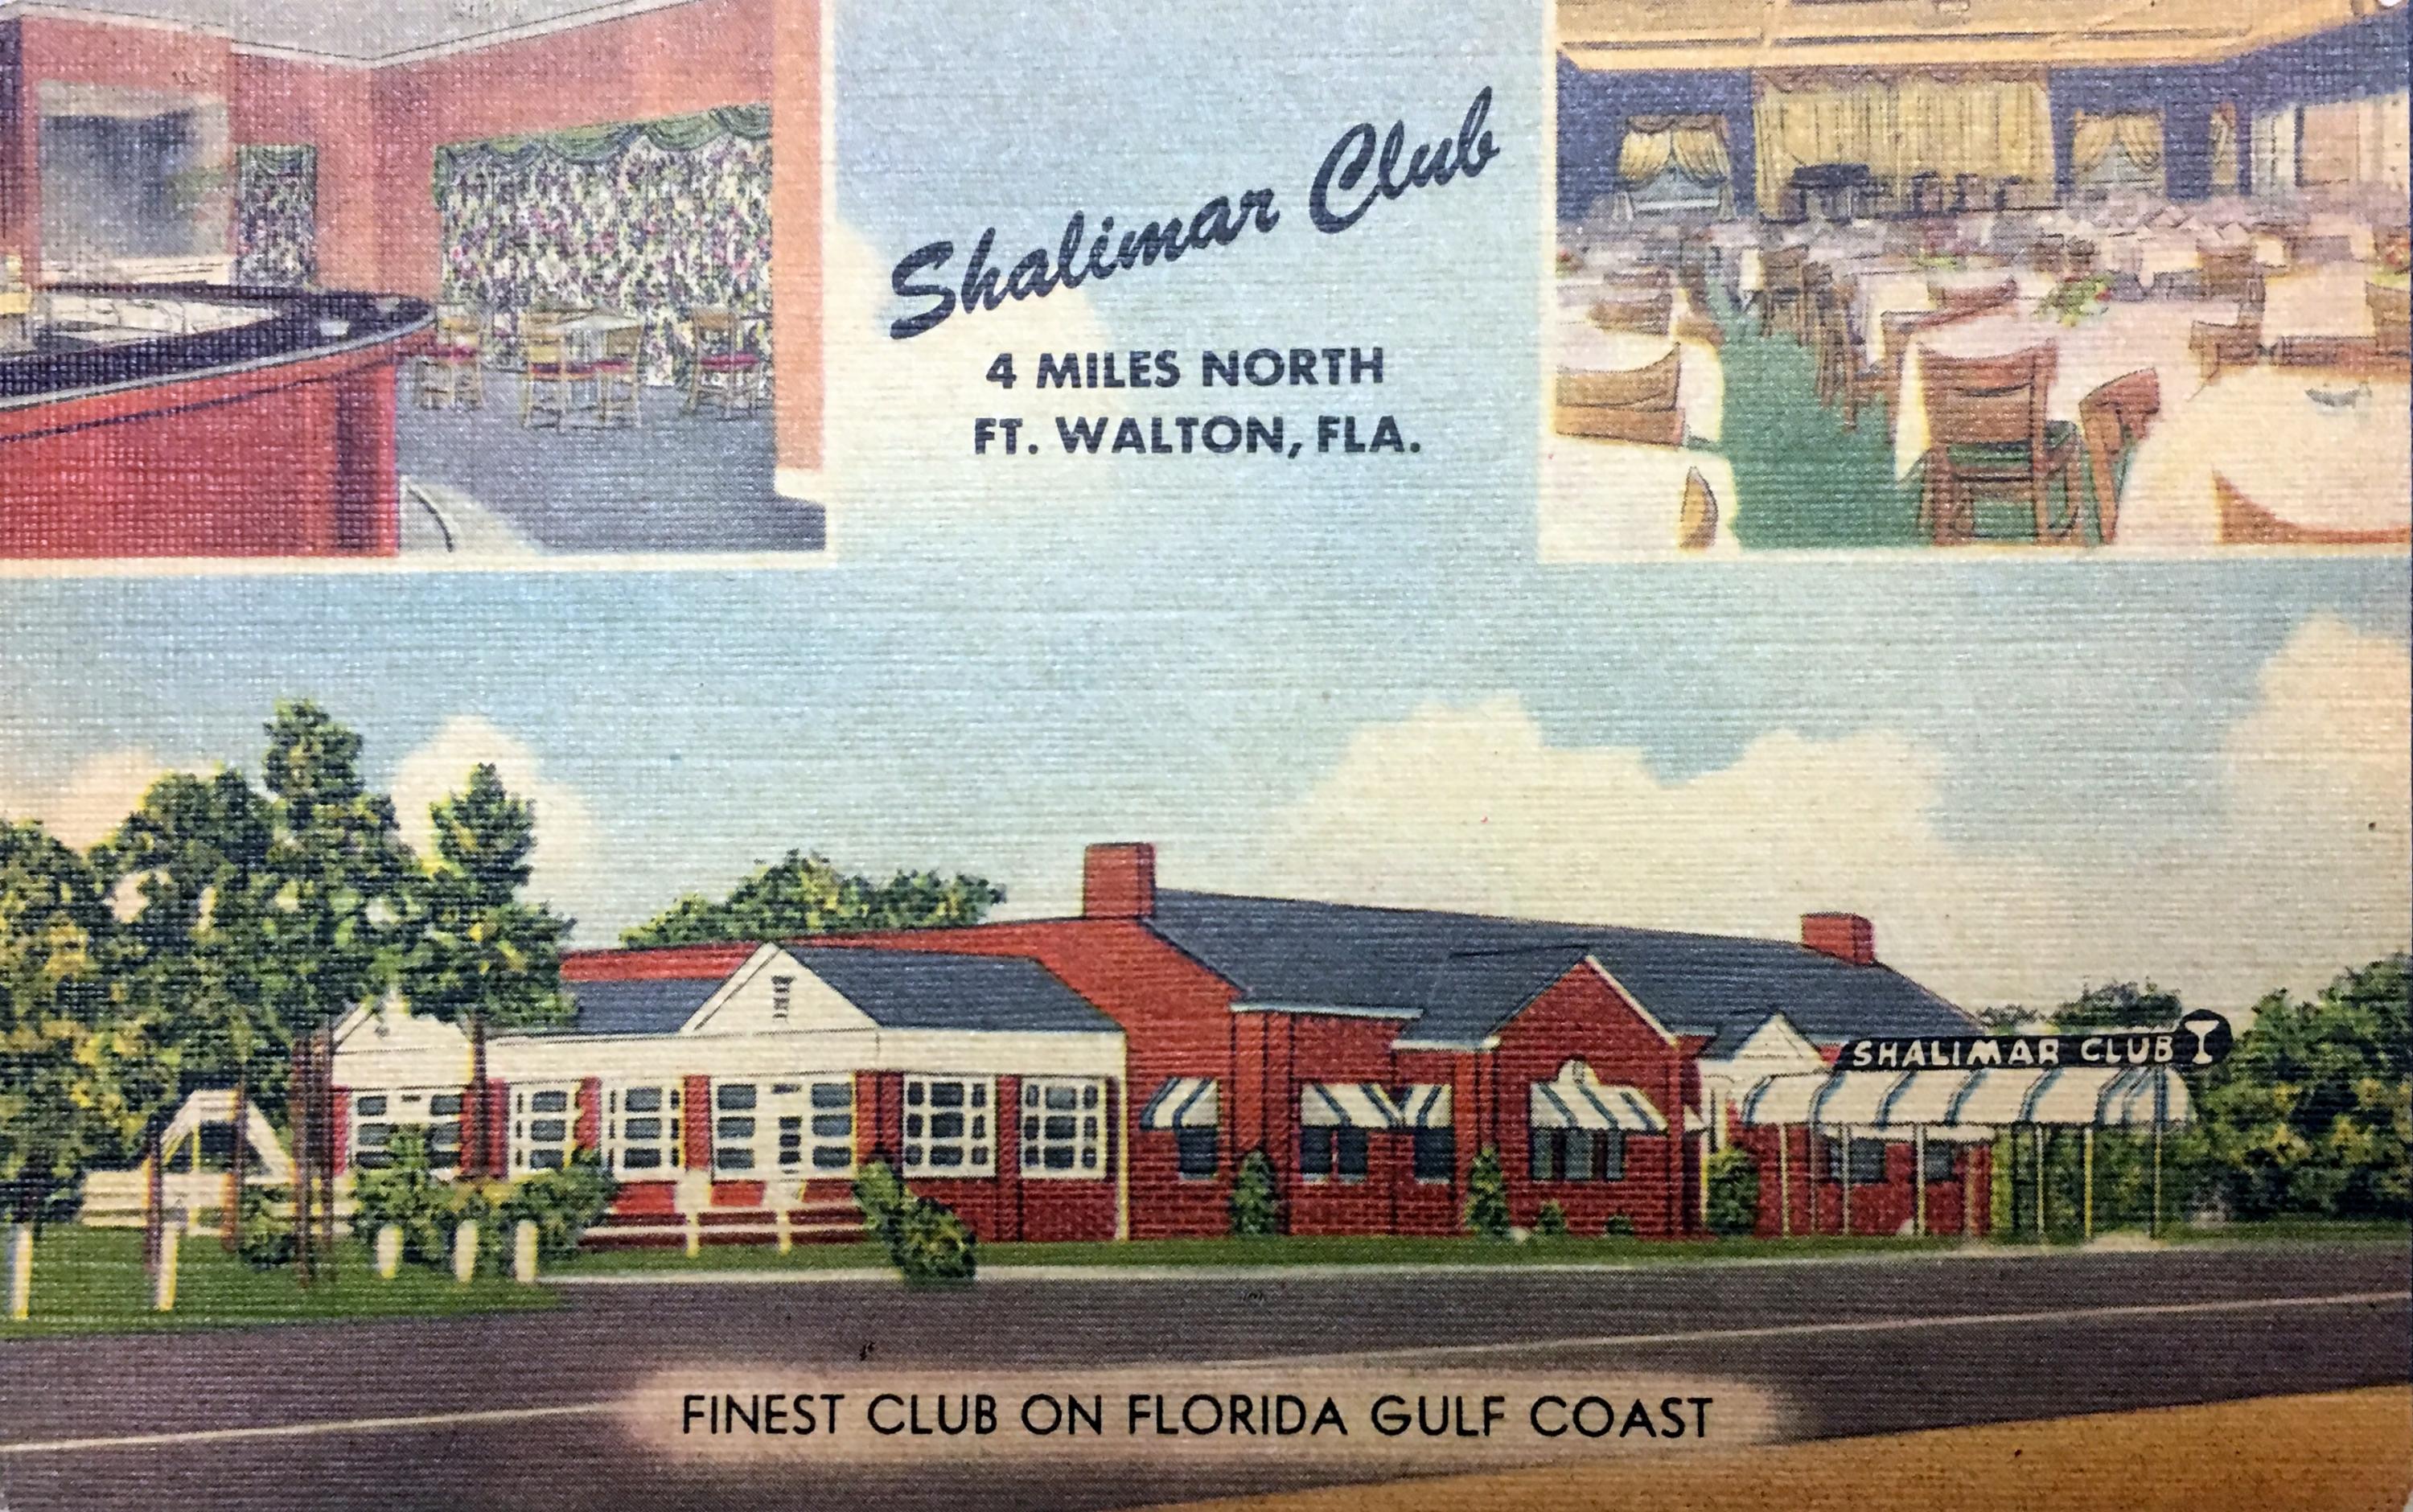 Shalimar Club
4 MILES NORTH
FT. WALTON, FLA.
SHALIMAR CLUB
FINEST CLUB ON FLORIDA GULF COAST